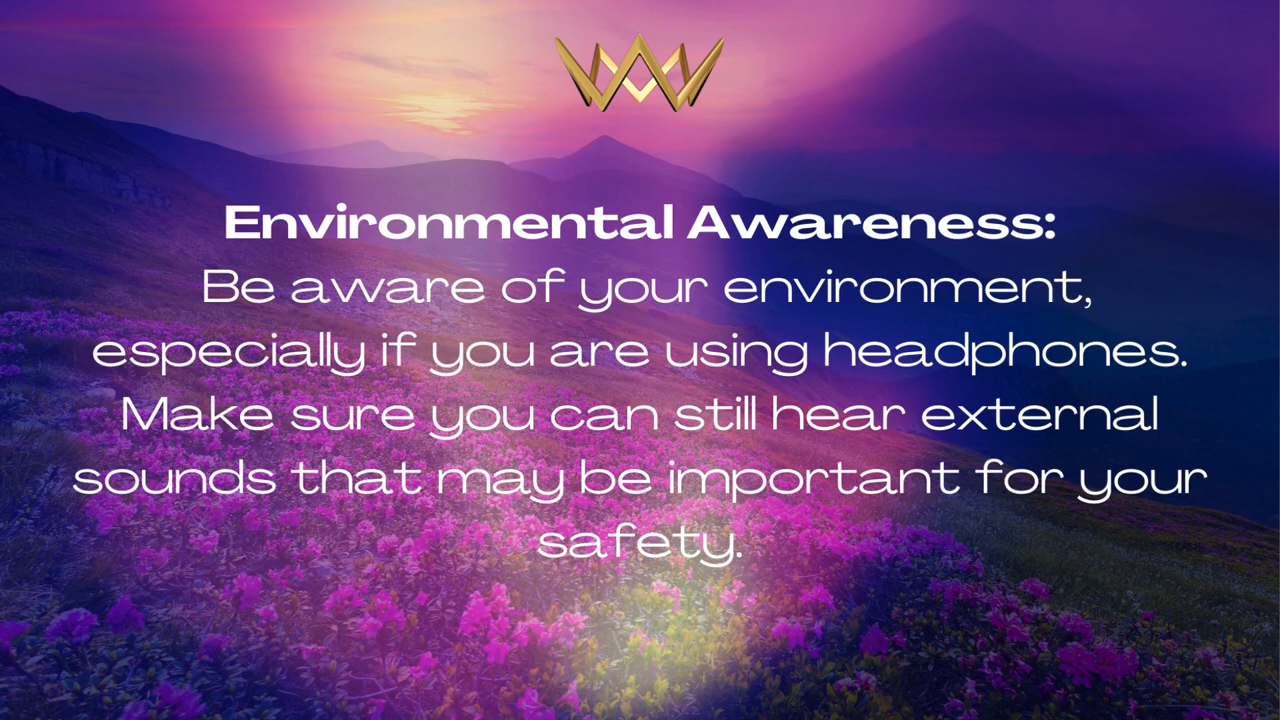 Environmental Awareness:
Be aware of your environment,
especially if you are using headphones.
Make sure you can still hear external
sounds that may be important for your
safety.